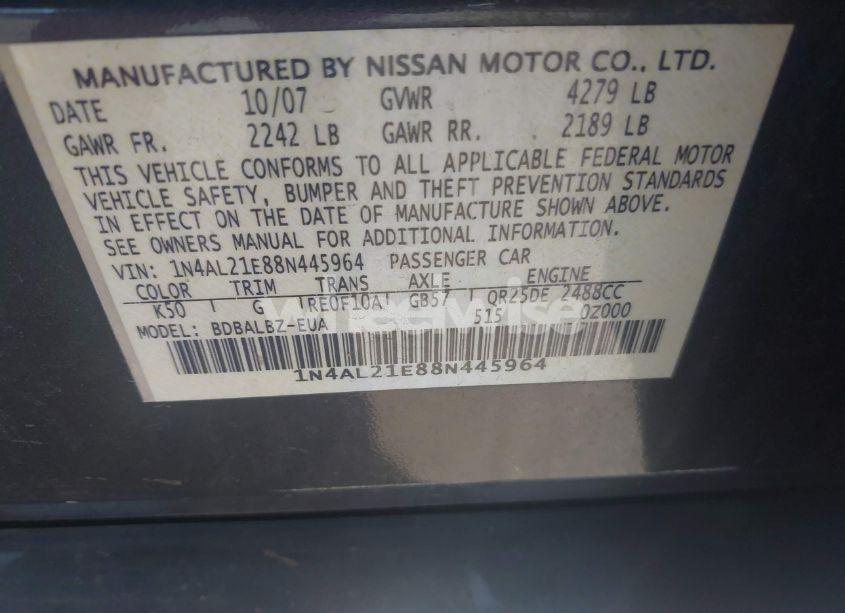 MANUFACTURED BY NISSAN MOTOR CO., LTD.
DATE 10/07 GVWR 4279 LB
GAWR FR. 2242 LB GAWR RR. 2189 LB
THIS VEHICLE CONFORMS TO ALL APPLICABLE FEDERAL MOTOR
VEHICLE SAFETY, BUMPER AND THEFT PREVENTION STANDARDS
IN EFFECT ON THE DATE OF MANUFACTURE SHOWN ABOVE.
SEE OWNERS MANUAL FOR ADDITIONAL INFORMATION.
VIN: 1N4AL21E88N445964 PASSENGER CAR
COLOR TRIM TRANS AXLE ENGINE
K50 G RE0F10A GB57 QR25DE 2488CC
MODEL: BDBALBZ-EUA 515 0Z000
wheelwise
1N4AL21E88N445964